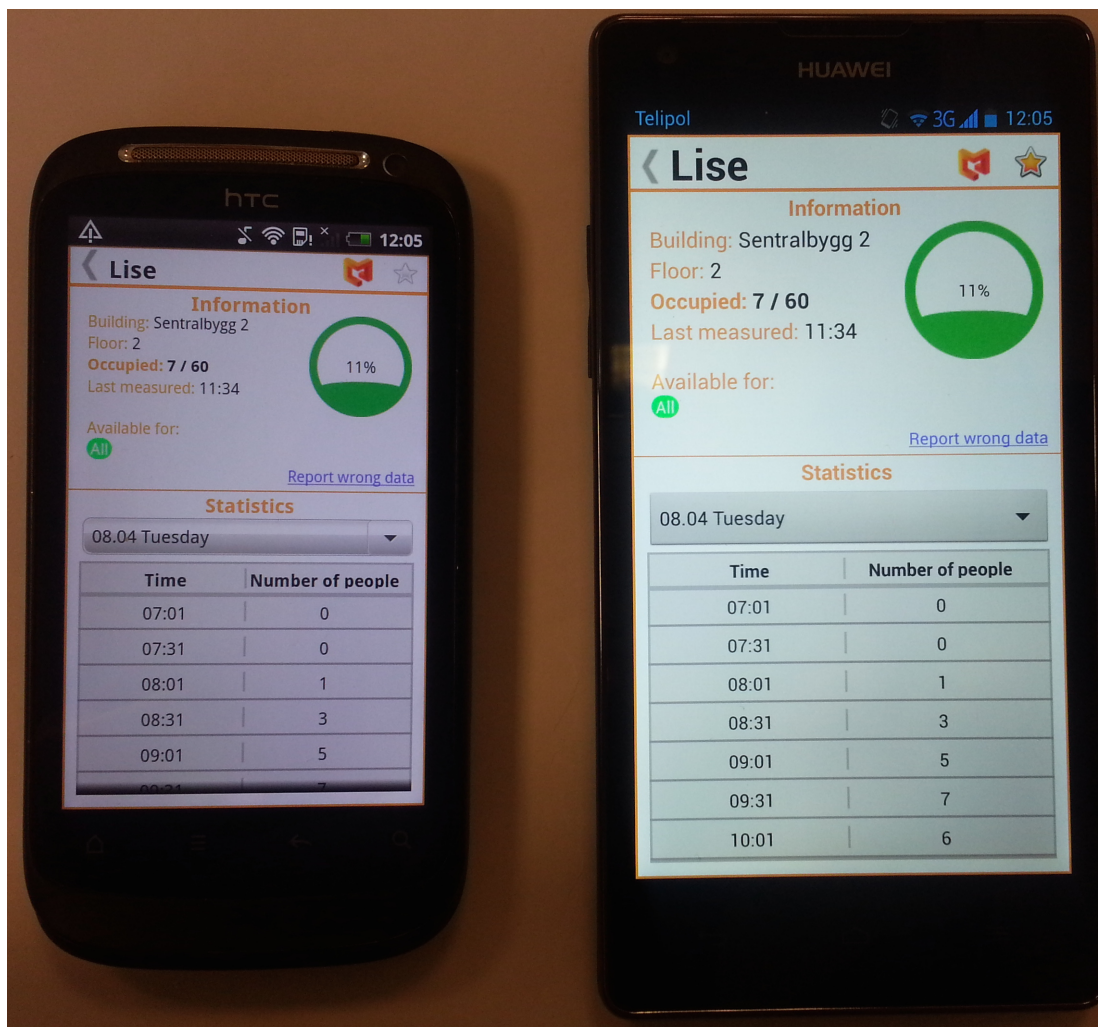 hTC
12:05
Lise
Information
Building: Sentralbygg 2
Floor: 2
Occupied: 7 / 60
Last measured: 11:34
11%
Available for:
All
Report wrong data
Statistics
08.04 Tuesday
Time Number of people
07:01 0
07:31 0
08:01 1
08:31 3
09:01 5
09:31 7
HUAWEI
Telipol 3G 12:05
Lise
Information
Building: Sentralbygg 2
Floor: 2
Occupied: 7 / 60
Last measured: 11:34
11%
Available for:
All
Report wrong data
Statistics
08.04 Tuesday
Time Number of people
07:01 0
07:31 0
08:01 1
08:31 3
09:01 5
09:31 7
10:01 6